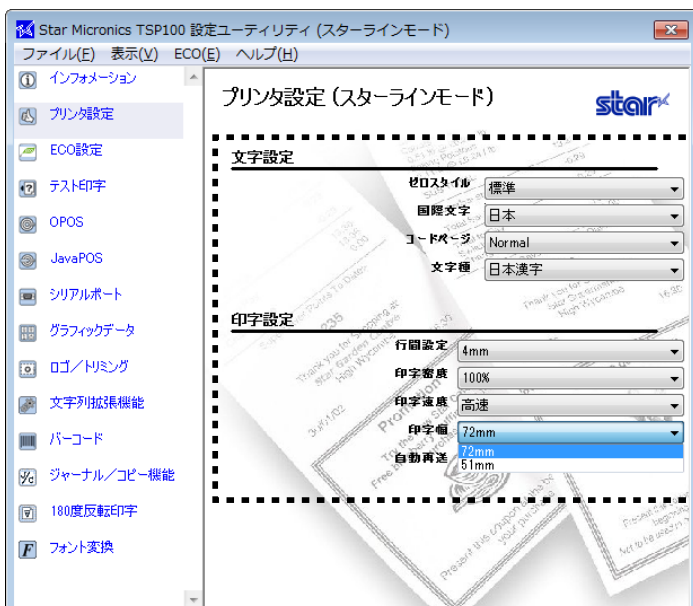 Star Micronics TSP100 設定ユーティリティ (スターラインモード)
ファイル(F) 表示(V) ECO(E) ヘルプ(H)
インフォメーション
プリンタ設定
ECO設定
テスト印字
OPOS
JavaPOS
シリアルポート
グラフィックデータ
ロゴ/トリミング
文字列拡張機能
バーコード
ジャーナル/コピー機能
180度反転印字
フォント変換
プリンタ設定 (スターラインモード)
star
文字設定
ゼロスタイル 標準
国際文字 日本
コードページ Normal
文字種 日本漢字
印字設定
行間設定 4mm
印字密度 100%
印字速度 高速
印字幅 72mm
72mm
自動再送
51mm